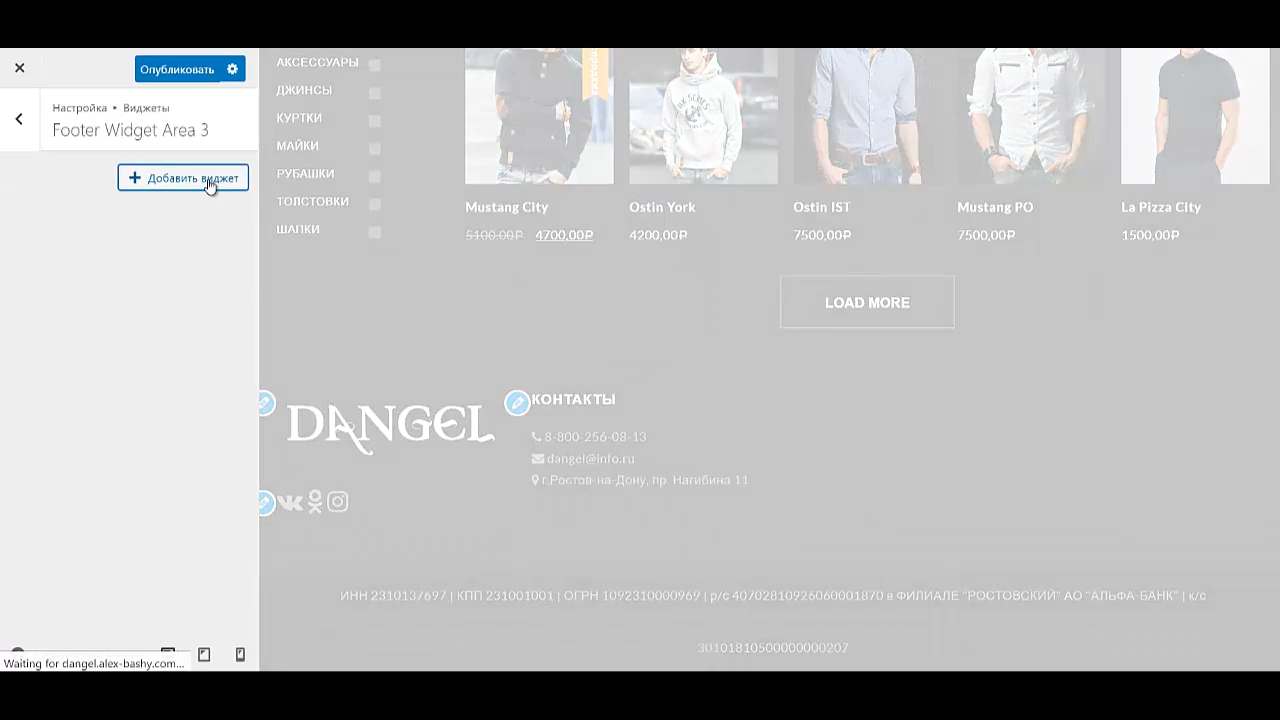 Опубликовать
Настройка ▸ Виджеты
Footer Widget Area 3
+ Добавить виджет
Waiting for dangel.alex-bashy.com...
АКСЕССУАРЫ
ДЖИНСЫ
КУРТКИ
МАЙКИ
РУБАШКИ
ТОЛСТОВКИ
ШАПКИ
Mustang City
5100,00₽ 4700,00₽
Ostin York
4200,00₽
Ostin IST
7500,00₽
Mustang PO
7500,00₽
La Pizza City
1500,00₽
LOAD MORE
DANGEL
КОНТАКТЫ
8-800-256-08-13
dangel@info.ru
г.Ростов-на-Дону, пр. Нагибина 11
ИНН 2310137697 | КПП 231001001 | ОГРН 1092310000969 | р/с 40702810926060001870 в ФИЛИАЛЕ "РОСТОВСКИЙ" АО "АЛЬФА-БАНК" | к/с
30101810500000000207